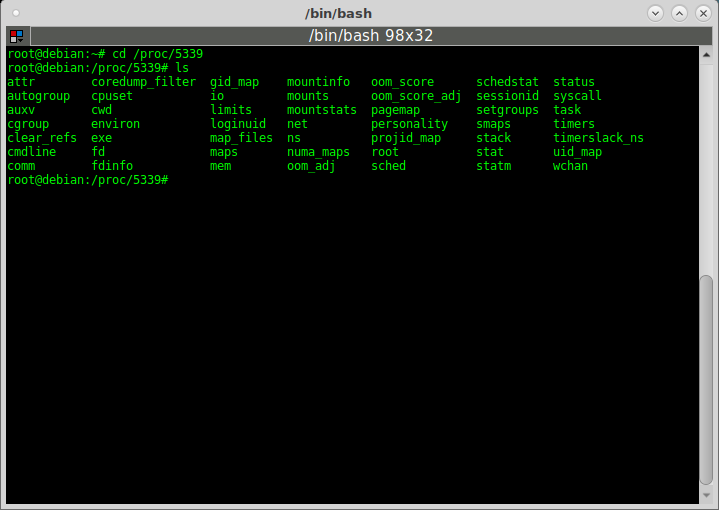 /bin/bash
/bin/bash 98x32
root@debian:~# cd /proc/5339
root@debian:/proc/5339# ls
attr        coredump_filter  gid_map    mountinfo   oom_score      schedstat  status
autogroup   cpuset           io         mounts      oom_score_adj  sessionid  syscall
auxv        cwd              limits     mountstats  pagemap        setgroups  task
cgroup      environ          loginuid   net         personality    smaps      timers
clear_refs  exe              map_files  ns          projid_map     stack      timerslack_ns
cmdline     fd               maps       numa_maps   root           stat       uid_map
comm        fdinfo           mem        oom_adj     sched          statm      wchan
root@debian:/proc/5339#